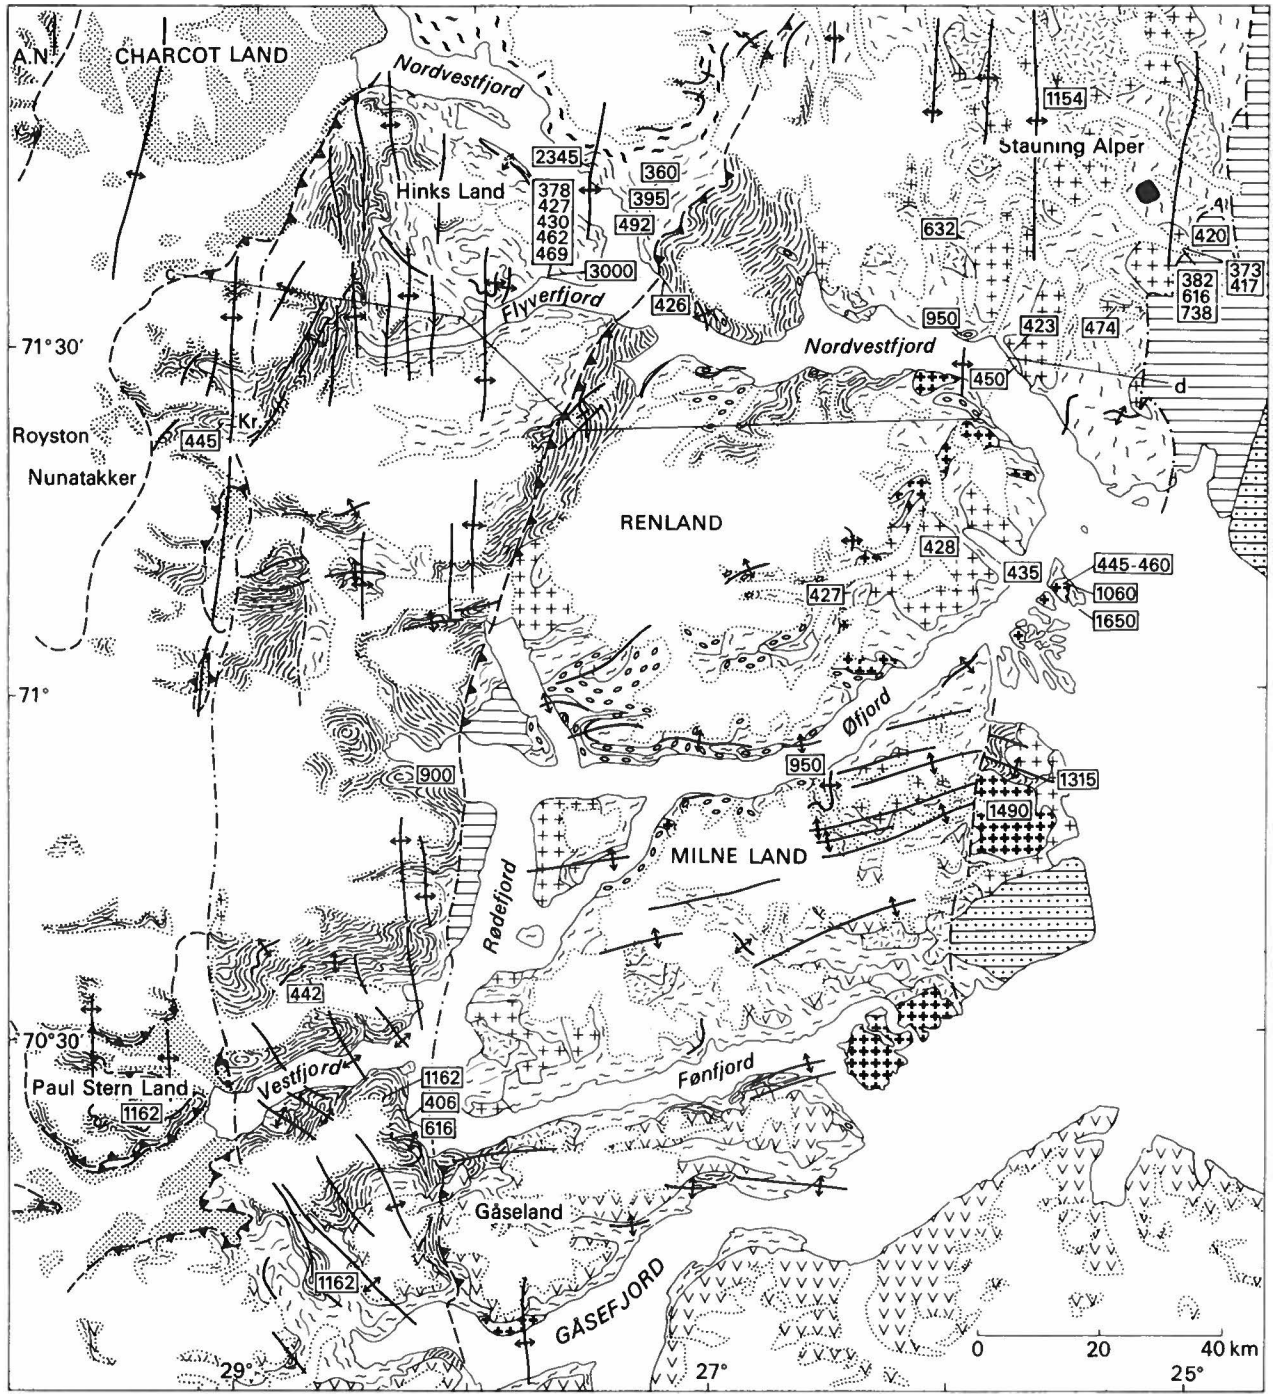 A.N.
CHARCOT LAND
Nordvestfjord
1154
Stauning Alper
2345
360
Hinks Land
378
427
430
462
469
395
492
632
420
3000
373
417
382
616
738
c
Flyverfjord
426
950
423
474
71°30'
Nordvestfjord
450
d
Kr.
Royston
Nunatakker
445
RENLAND
428
435
445-460
427
1060
1650
71°
Øfjord
900
950
1315
1490
MILNE LAND
Rødefjord
442
70°30'
Vestfjord
Fønfjord
Paul Stern Land
1162
1162
406
616
Gåseland
1162
GÅSEFJORD
0 20 40 km
29°
27°
25°